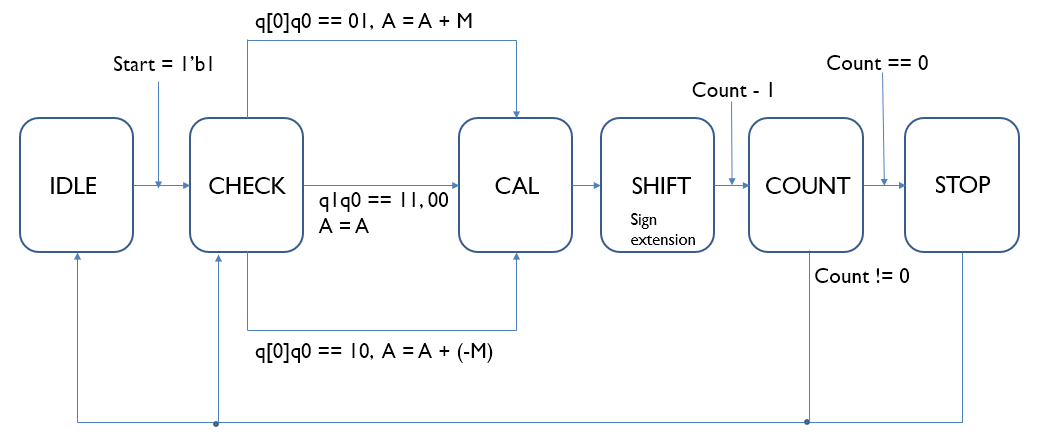 q[0]q0 == 01, A = A + M
Start = 1'b1
Count == 0
Count - 1
IDLE
CHECK
q1q0 == 11, 00
A = A
CAL
SHIFT
Sign
extension
COUNT
STOP
Count != 0
q[0]q0 == 10, A = A + (-M)